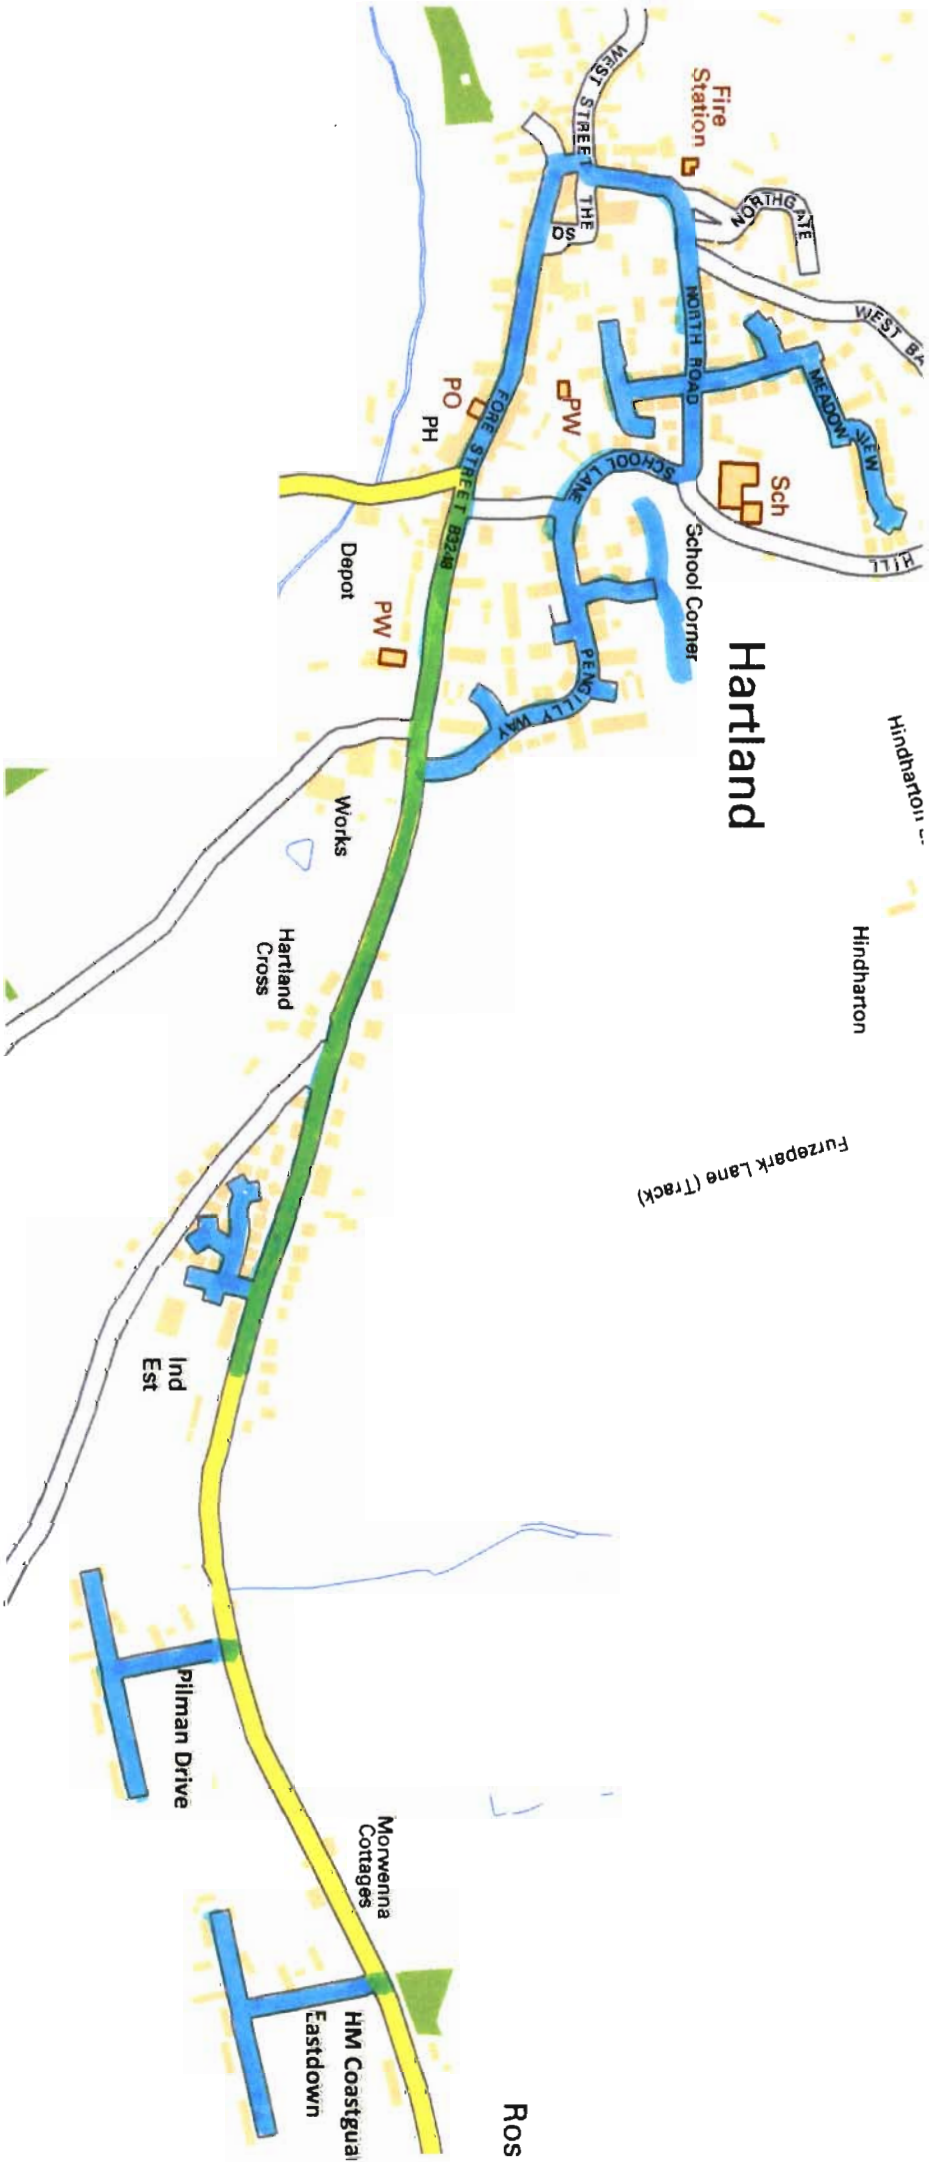 WEST STREET
Fire
Station
THE
SQ
NORTHGATE
WEST BA
NORTH ROAD
MEADOW VIEW
PO
PH
FORE STREET B3248
PW
SCHOOL LANE
Sch
School Corner
HILL
Depot
PW
PENGILLY WAY
Hartland
Hindharton
Works
Hartland
Cross
Hindharton
Furzepark Lane (Track)
Ind
Est
Pilman Drive
Morwenna
Cottages
HM Coastgua
Eastdown
Ros